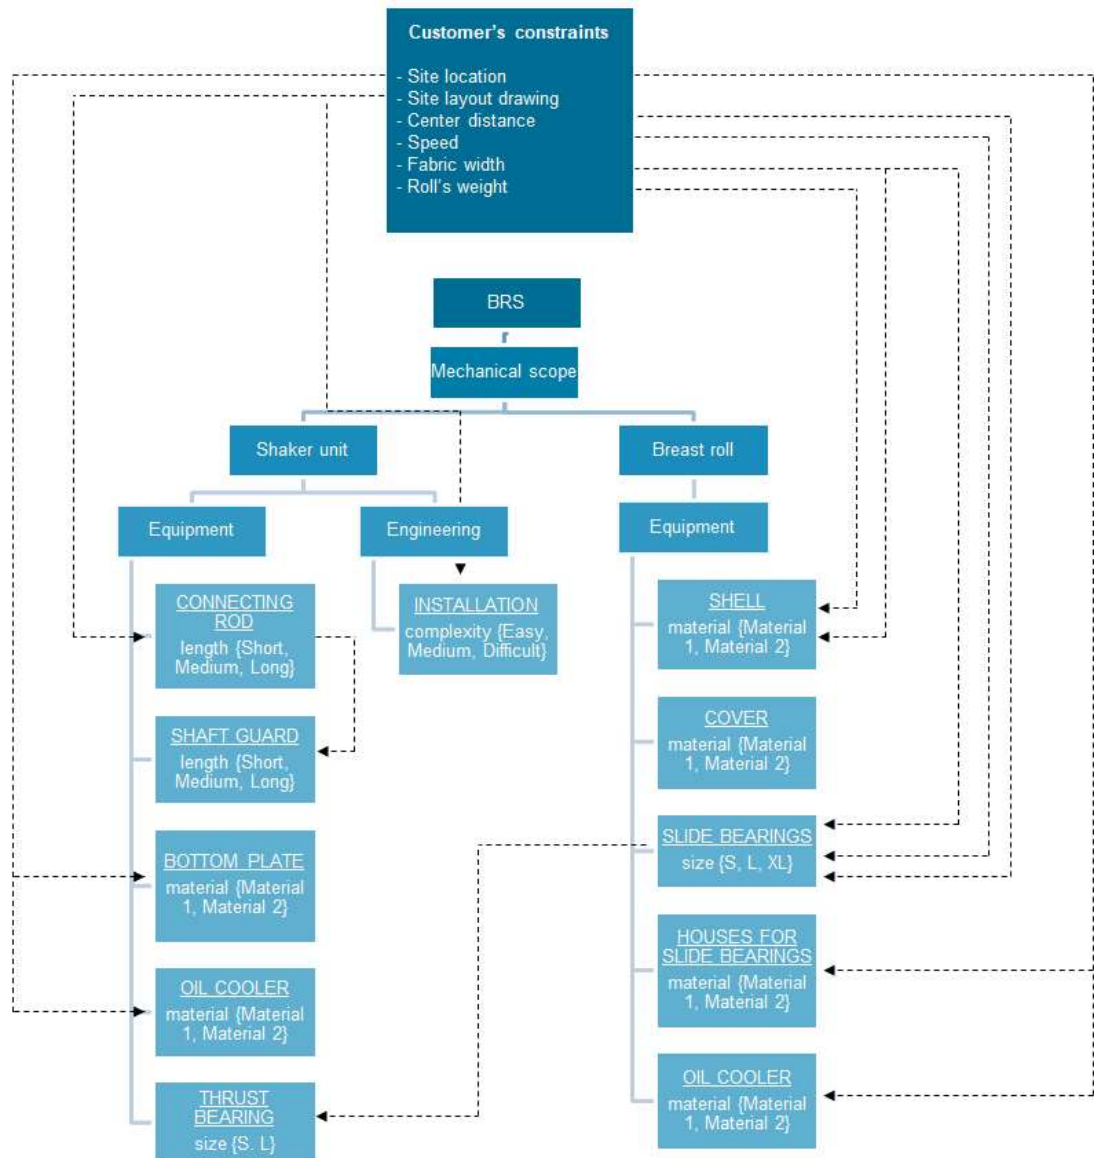 Customer's constraints
- Site location
- Site layout drawing
- Center distance
- Speed
- Fabric width
- Roll's weight
BRS
Mechanical scope
Shaker unit
Breast roll
Equipment
Engineering
Equipment
CONNECTING
ROD
length {Short,
Medium, Long}
INSTALLATION
complexity {Easy,
Medium, Difficult}
SHELL
material {Material
1, Material 2}
SHAFT GUARD
length {Short,
Medium, Long}
COVER
material {Material
1, Material 2}
BOTTOM PLATE
material {Material
1, Material 2}
SLIDE BEARINGS
size {S, L, XL}
OIL COOLER
material {Material
1, Material 2}
HOUSES FOR
SLIDE BEARINGS
material {Material
1, Material 2}
THRUST
BEARING
size {S. L}
OIL COOLER
material {Material
1, Material 2}